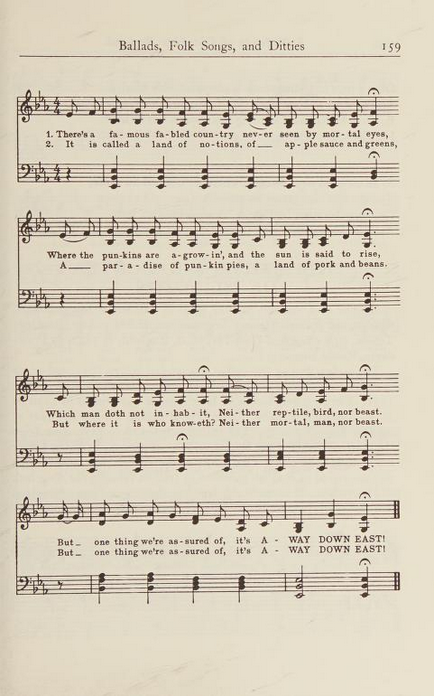 Ballads, Folk Songs, and Ditties 159
1. There's a fa- mous fa- bled coun- try nev- er seen by mor- tal eyes,
2. It is called a land of no- tions, of ap- ple sauce and greens,
Where the pun- kins are a- grow- in', and the sun is said to rise,
A par- a- dise of pun- kin pies, a land of pork and beans.
Which man doth not in- hab- it, Nei- ther rep- tile, bird, nor beast.
But where it is who know- eth? Nei- ther mor- tal, man, nor beast.
But one thing we're as- sured of, it's A - WAY DOWN EAST!
But one thing we're as- sured of, it's A - WAY DOWN EAST!